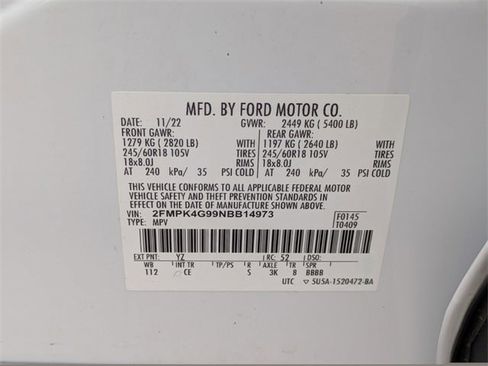 MFD. BY FORD MOTOR CO.
DATE: 11/22 GVWR: 2449 KG ( 5400 LB)
FRONT GAWR: REAR GAWR:
1279 KG ( 2820 LB) WITH 1197 KG ( 2640 LB) WITH
245/60R18 105V TIRES 245/60R18 105V TIRES
18x8.0J RIMS 18x8.0J RIMS
AT 240 kPa/ 35 PSI COLD AT 240 kPa/ 35 PSI COLD
THIS VEHICLE CONFORMS TO ALL APPLICABLE FEDERAL MOTOR
VEHICLE SAFETY AND THEFT PREVENTION STANDARDS IN EFFECT ON
THE DATE OF MANUFACTURE SHOWN ABOVE.
VIN: 2FMPK4G99NBB14973 F0145
TYPE: MPV T0409
EXT PNT: YZ RC: 52 DSO:
WB INT TR TP/PS R AXLE TR SPR
112 CE S 3K 8 BBBB
UTC 5U5A-1520472-BA